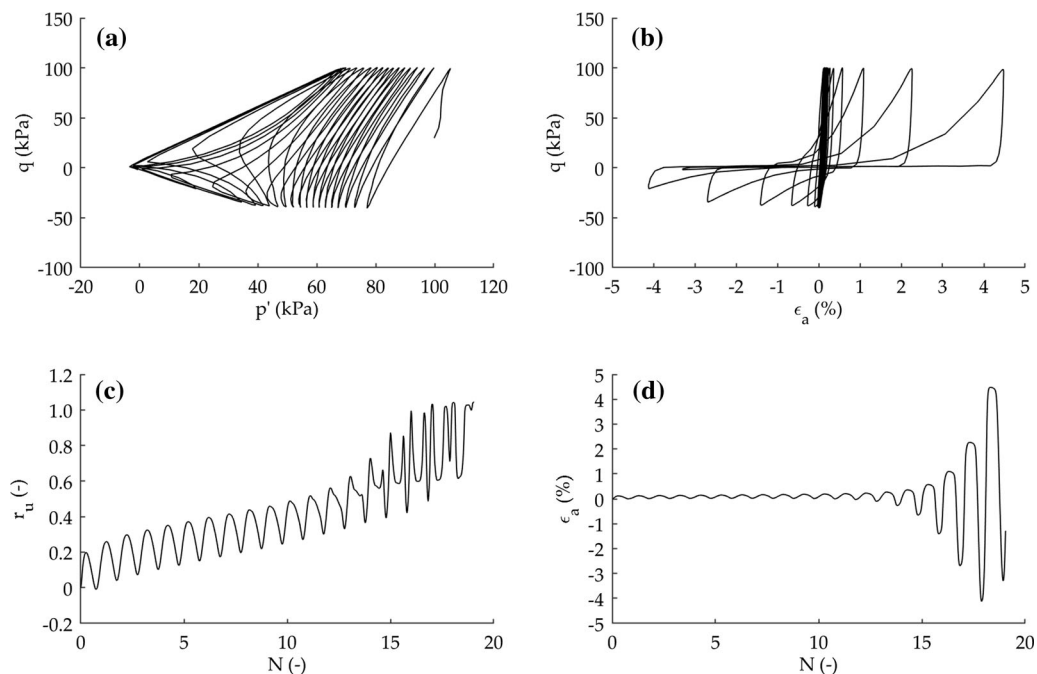 (a)
150
100
50
0
-50
-100
q (kPa)
-20 0 20 40 60 80 100 120
p' (kPa)
(b)
150
100
50
0
-50
-100
q (kPa)
-5 -4 -3 -2 -1 0 1 2 3 4 5
ϵa (%)
(c)
1.2
1.0
0.8
0.6
0.4
0.2
0
-0.2
ru (-)
0 5 10 15 20
N (-)
(d)
5
4
3
2
1
0
-1
-2
-3
-4
-5
ϵa (%)
0 5 10 15 20
N (-)